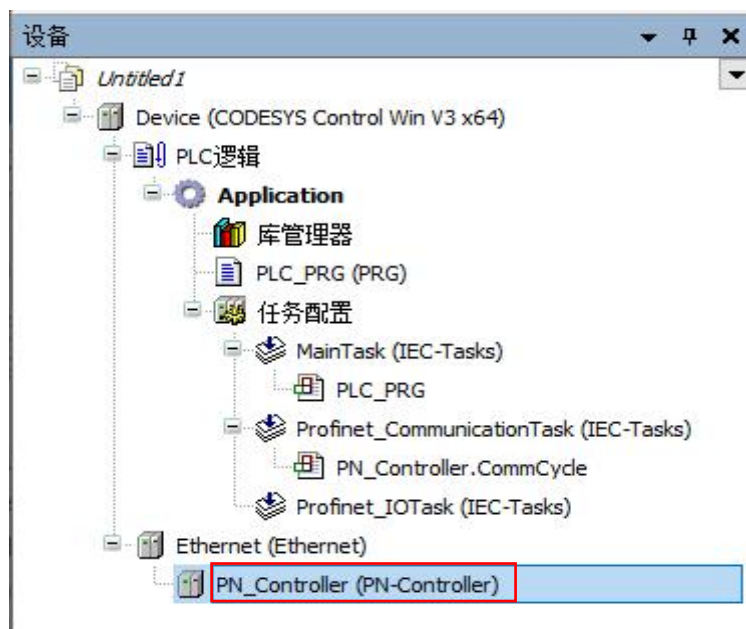 设备
Untitled1
Device (CODESYS Control Win V3 x64)
PLC逻辑
Application
库管理器
PLC_PRG (PRG)
任务配置
MainTask (IEC-Tasks)
PLC_PRG
Profinet_CommunicationTask (IEC-Tasks)
PN_Controller.CommCycle
Profinet_IOTask (IEC-Tasks)
Ethernet (Ethernet)
PN_Controller (PN-Controller)